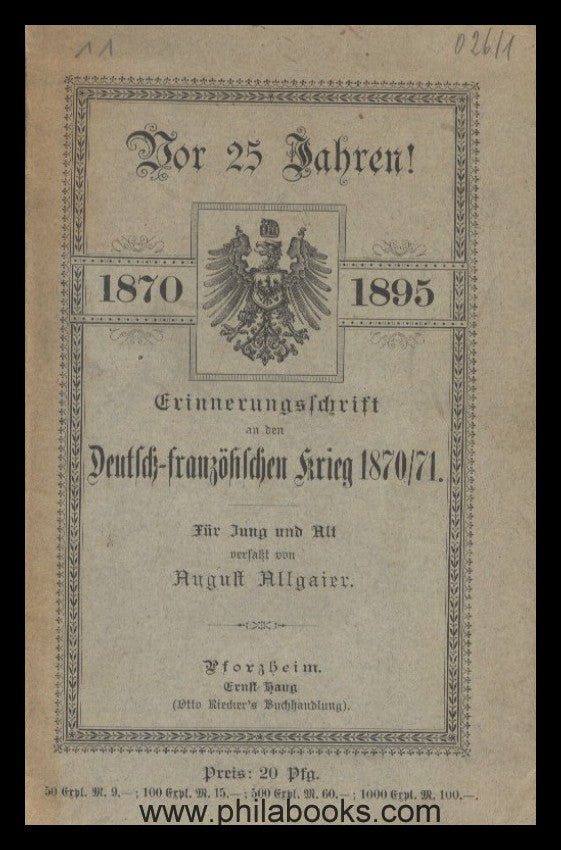 11
026/1
Vor 25 Jahren!
1870 1895
Erinnerungsschrift
an den
Deutsch-französischen Krieg 1870/71.
Für Jung und Alt
verfaßt von
August Allgaier.
Pforzheim.
Ernst Haug
(Otto Riecker's Buchhandlung).
Preis: 20 Pfg.
50 Expl. M. 9.—; 100 Expl. M. 15.—; 500 Expl. M. 60.—; 1000 Expl. M. 100.—.
www.philabooks.com